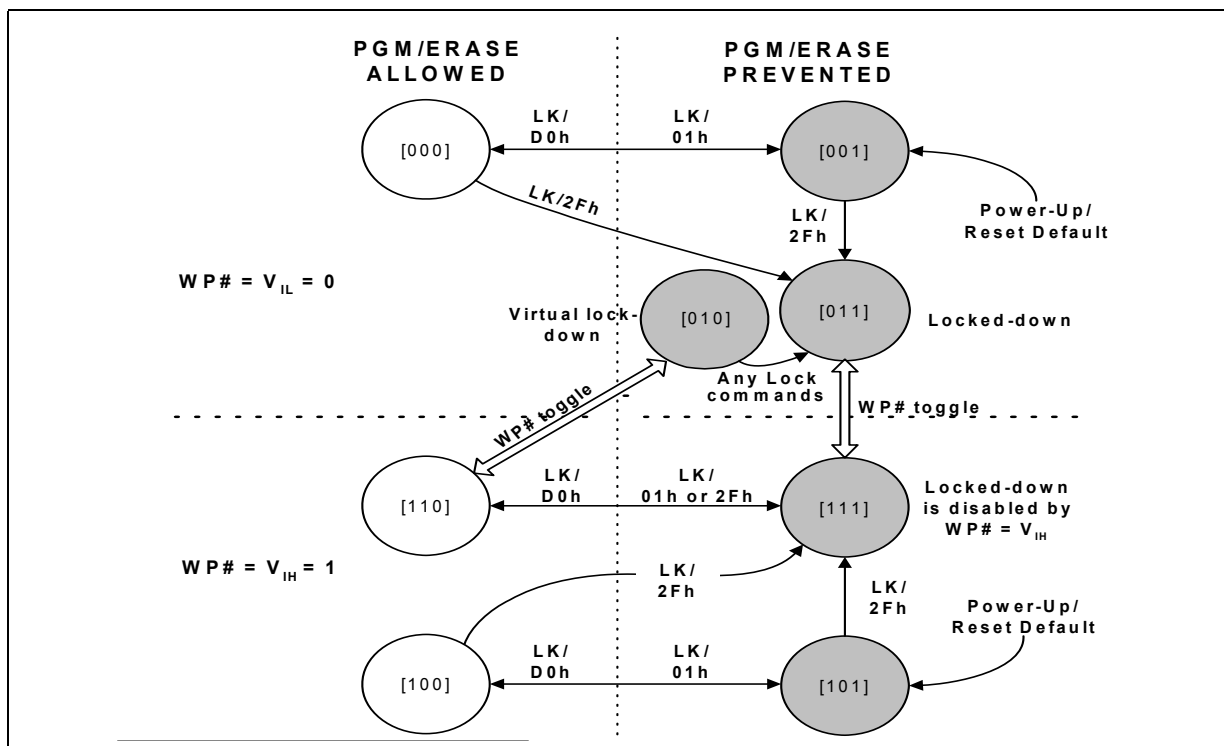 PGM/ERASE
ALLOWED
PGM/ERASE
PREVENTED
LK/
D0h
LK/
01h
[000]
[001]
LK/2Fh
LK/
2Fh
Power-Up/
Reset Default
WP# = VIL = 0
Virtual lock-
down
[010]
[011]
Locked-down
Any Lock
commands
WP# toggle
WP# toggle
LK/
D0h
LK/
01h or 2Fh
[110]
[111]
Locked-down
is disabled by
WP# = VIH
WP# = VIH = 1
LK/
2Fh
LK/
2Fh
Power-Up/
Reset Default
LK/
D0h
LK/
01h
[100]
[101]